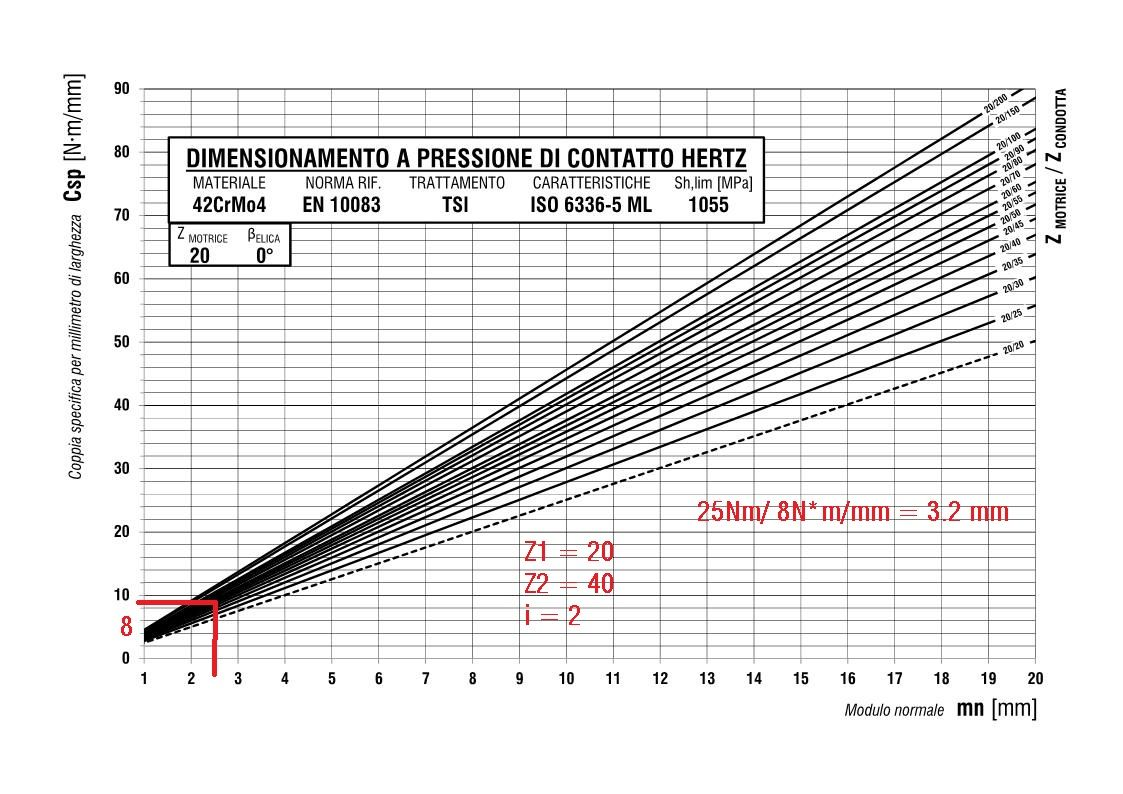 Coppia specifica per millimetro di larghezza Csp [N·m/mm]
90
80
70
60
50
40
30
20
10
0
DIMENSIONAMENTO A PRESSIONE DI CONTATTO HERTZ
MATERIALE NORMA RIF. TRATTAMENTO CARATTERISTICHE Sh,lim [MPa]
42CrMo4 EN 10083 TSI ISO 6336-5 ML 1055
Z MOTRICE βELICA
20 0°
20/200
20/150
20/100
20/90
20/80
20/70
20/60
20/55
20/50
20/45
20/40
20/35
20/30
20/25
20/20
Z MOTRICE / Z CONDOTTA
25Nm/ 8N*m/mm = 3.2 mm
Z1 = 20
Z2 = 40
i = 2
8
1 2 3 4 5 6 7 8 9 10 11 12 13 14 15 16 17 18 19 20
Modulo normale mn [mm]